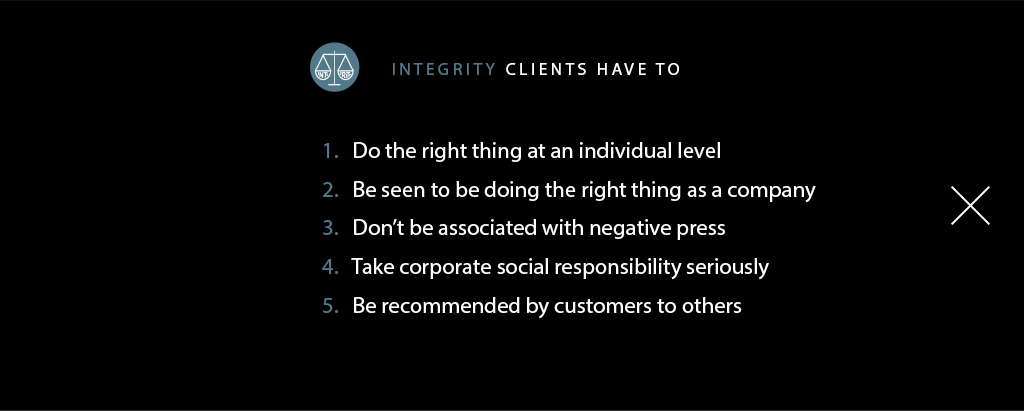 INTEGRITY CLIENTS HAVE TO
1. Do the right thing at an individual level
2. Be seen to be doing the right thing as a company
3. Don’t be associated with negative press
4. Take corporate social responsibility seriously
5. Be recommended by customers to others